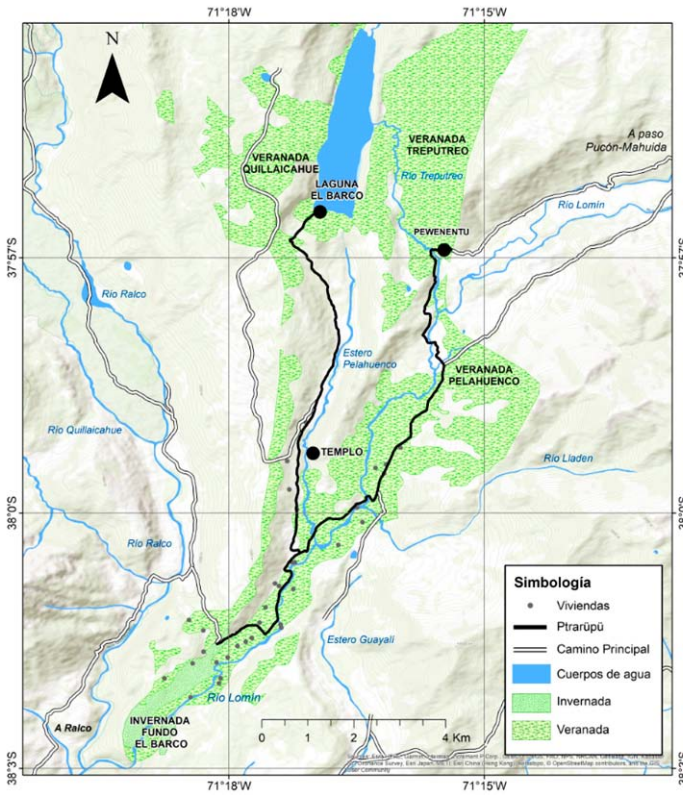 71°18'W
71°15'W
N
VERANADA
TREPUTREO
VERANADA
QUILLAICAHUE
A paso
Pucón-Mahuida
Río Treputreo
LAGUNA
EL BARCO
Río Lomín
PEWENENTU
37°57'S
37°57'S
Río Ralco
Estero
Pelahuenco
VERANADA
PELAHUENCO
Río Quillaicahue
TEMPLO
Río Lladen
38°0'S
38°0'S
Río Ralco
Simbología
Viviendas
Ptrarüpü
Camino Principal
Cuerpos de agua
Invernada
Veranada
Estero Guayali
Río Lomín
A Ralco
INVERNADA
FUNDO
EL BARCO
0 2 4 Km
38°3'S
38°3'S
71°18'W
71°15'W